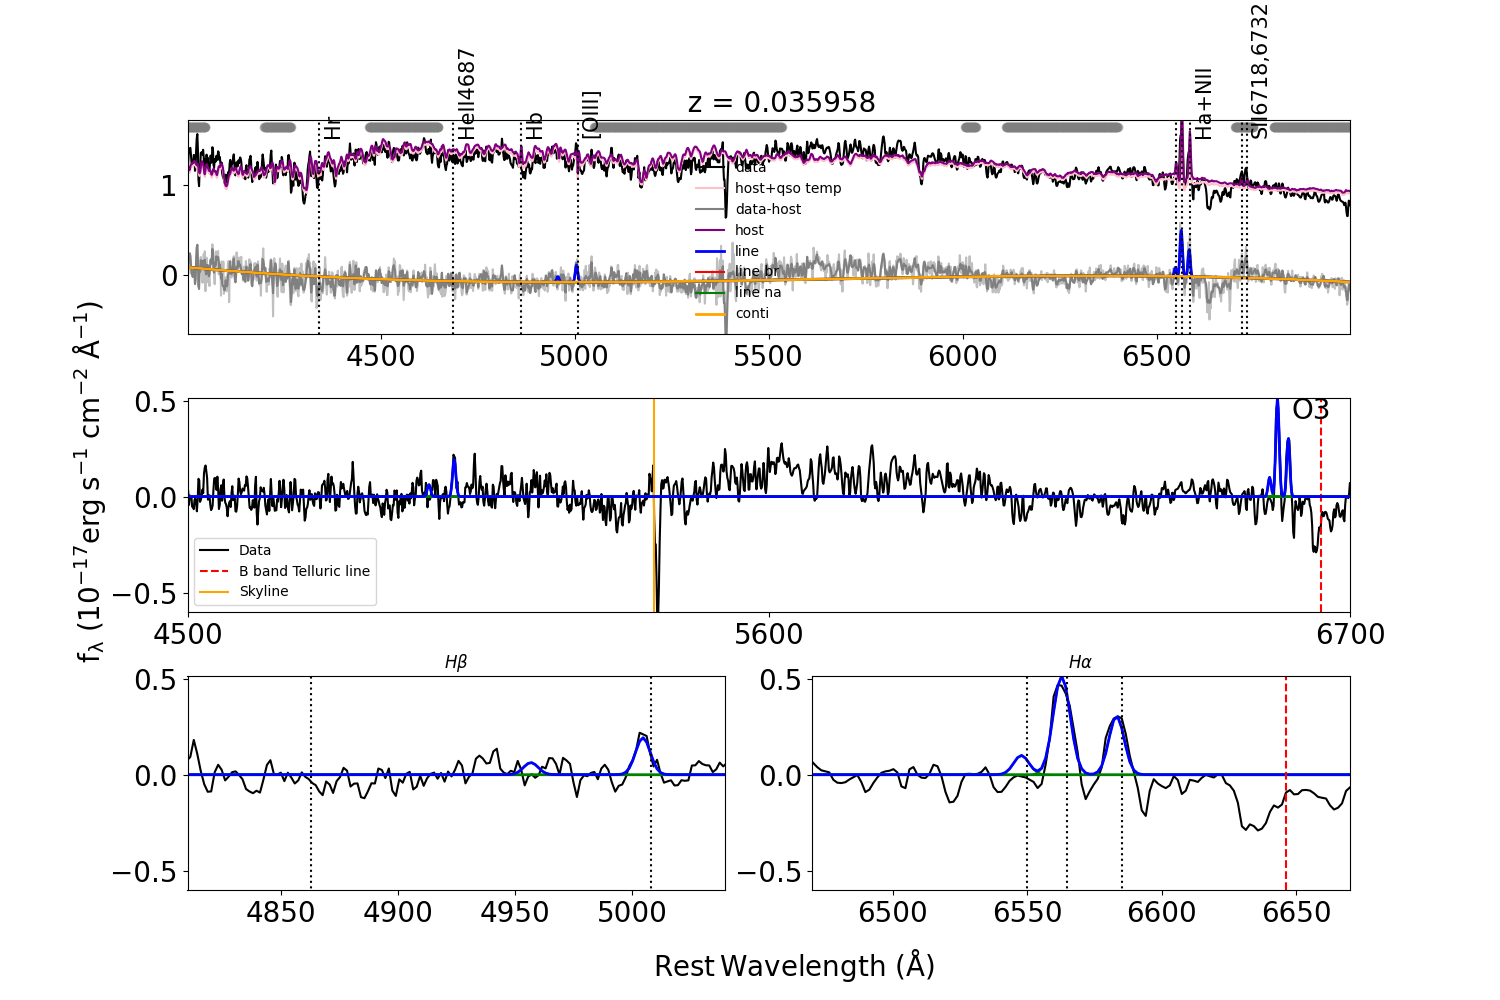 z = 0.035958
Hr
HeII4687
Hb
[OIII]
Ha+NII
SII6718,6732
data
host+qso temp
data-host
host
line
line br
line na
conti
1
0
4500 5000 5500 6000 6500
f_λ (10^{−17}erg s^{−1} cm^{−2} Å^{−1})
O3
0.5
0.0
−0.5
Data
B band Telluric line
Skyline
4500 5600 6700
Hβ
0.5
0.0
−0.5
4850 4900 4950 5000
Hα
0.5
0.0
−0.5
6500 6550 6600 6650
Rest Wavelength (Å)